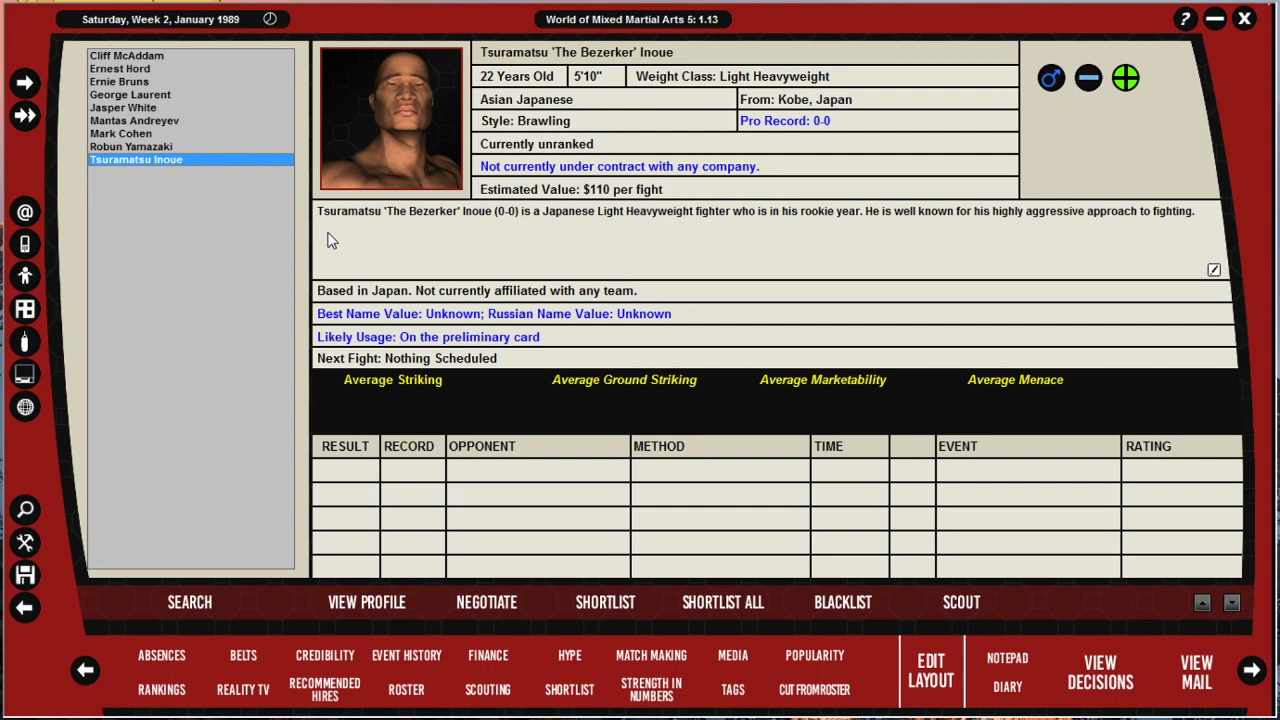 Saturday, Week 2, January 1989
World of Mixed Martial Arts 5: 1.13
?
X
Cliff McAddam
Ernest Hord
Ernie Bruns
George Laurent
Jasper White
Mantas Andreyev
Mark Cohen
Robun Yamazaki
Tsuramatsu Inoue
Tsuramatsu 'The Bezerker' Inoue
22 Years Old
5'10"
Weight Class: Light Heavyweight
Asian Japanese
From: Kobe, Japan
Style: Brawling
Pro Record: 0-0
Currently unranked
Not currently under contract with any company.
Estimated Value: $110 per fight
Tsuramatsu 'The Bezerker' Inoue (0-0) is a Japanese Light Heavyweight fighter who is in his rookie year. He is well known for his highly aggressive approach to fighting.
Based in Japan. Not currently affiliated with any team.
Best Name Value: Unknown; Russian Name Value: Unknown
Likely Usage: On the preliminary card
Next Fight: Nothing Scheduled
Average Striking
Average Ground Striking
Average Marketability
Average Menace
RESULT
RECORD
OPPONENT
METHOD
TIME
EVENT
RATING
@
SEARCH
VIEW PROFILE
NEGOTIATE
SHORTLIST
SHORTLIST ALL
BLACKLIST
SCOUT
ABSENCES
BELTS
CREDIBILITY
EVENT HISTORY
FINANCE
HYPE
MATCH MAKING
MEDIA
POPULARITY
RANKINGS
REALITY TV
RECOMMENDED
HIRES
ROSTER
SCOUTING
SHORTLIST
STRENGTH IN
NUMBERS
TAGS
CUT FROM ROSTER
EDIT
LAYOUT
NOTEPAD
DIARY
VIEW
DECISIONS
VIEW
MAIL